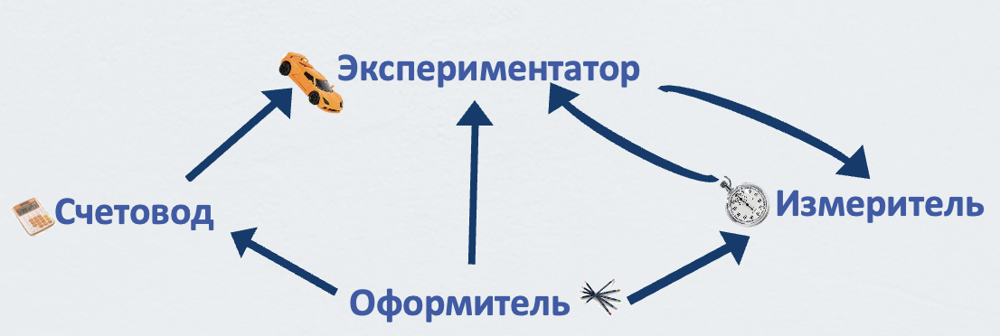 Экспериментатор
Счетовод
Измеритель
Оформитель